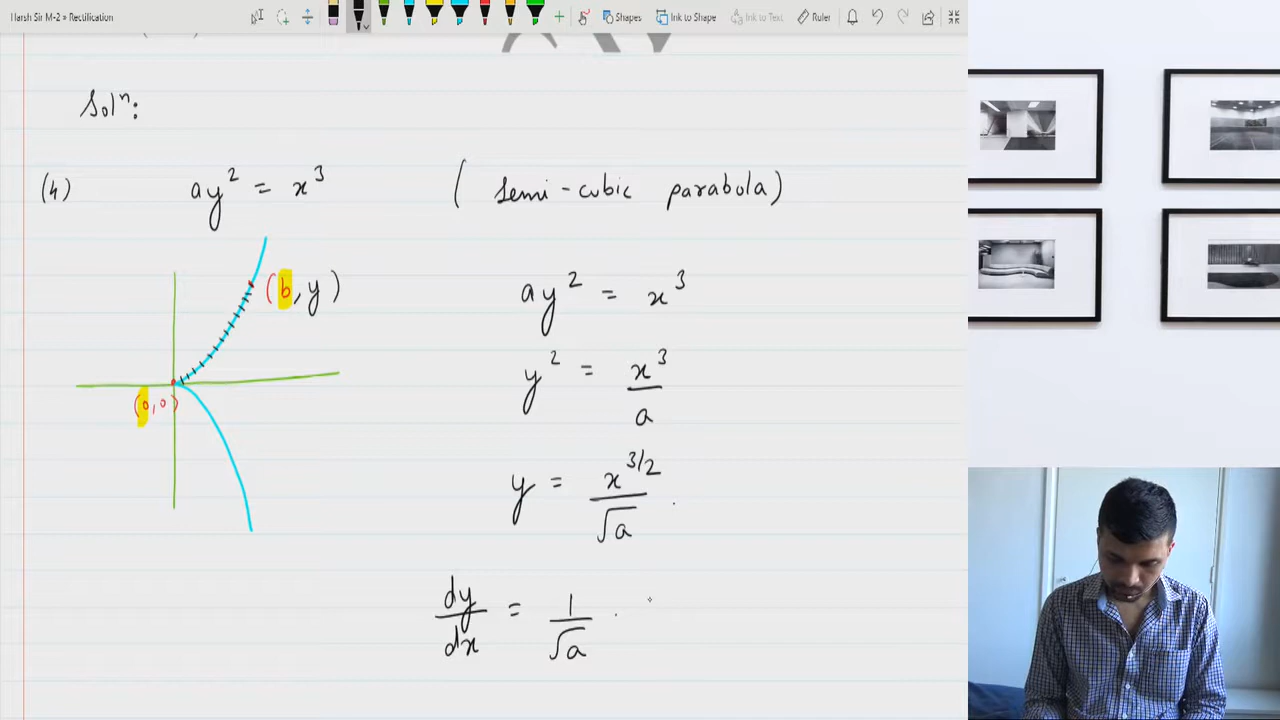 Harsh Sir M-2 » Rectification
Shapes
Ink to Shape
Ink to Text
Ruler
Solⁿ:
(4) ay² = x³ ( Semi-cubic parabola)
(b, y)
(0,0)
ay² = x³
y² = x³/a
y = x^(3/2)/√a .
dy/dx = 1/√a .